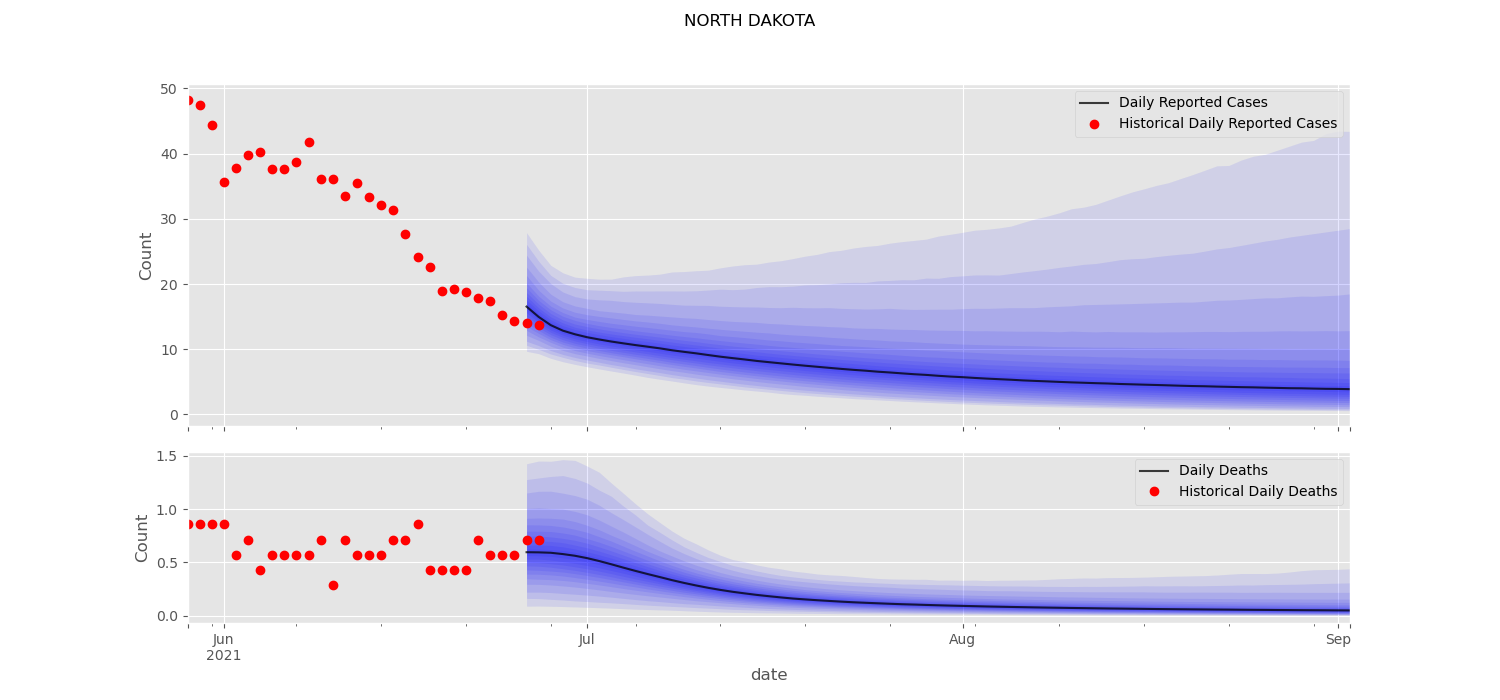 NORTH DAKOTA
50
40
30
20
10
0
Count
Daily Reported Cases
Historical Daily Reported Cases
1.5
1.0
0.5
0.0
Count
Daily Deaths
Historical Daily Deaths
Jun
2021
Jul
Aug
Sep
date